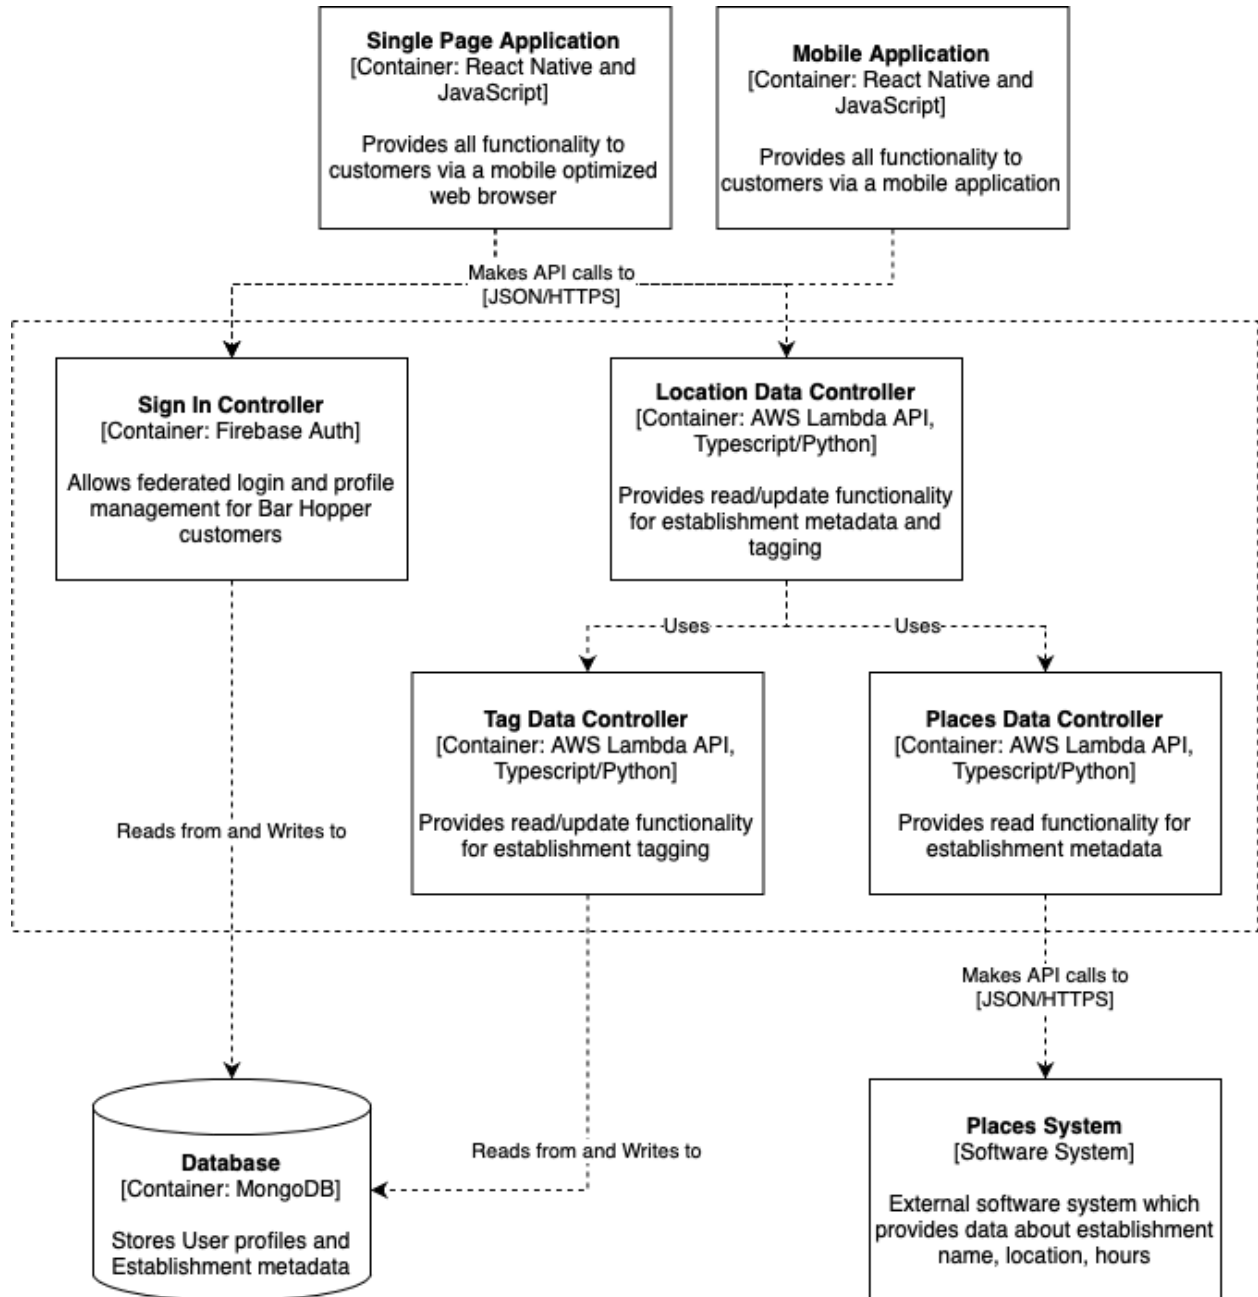 Single Page Application
[Container: React Native and
JavaScript]
Provides all functionality to
customers via a mobile optimized
web browser
Mobile Application
[Container: React Native and
JavaScript]
Provides all functionality to
customers via a mobile application
Makes API calls to
[JSON/HTTPS]
Sign In Controller
[Container: Firebase Auth]
Allows federated login and profile
management for Bar Hopper
customers
Location Data Controller
[Container: AWS Lambda API,
Typescript/Python]
Provides read/update functionality
for establishment metadata and
tagging
Uses
Uses
Tag Data Controller
[Container: AWS Lambda API,
Typescript/Python]
Provides read/update functionality
for establishment tagging
Places Data Controller
[Container: AWS Lambda API,
Typescript/Python]
Provides read functionality for
establishment metadata
Reads from and Writes to
Makes API calls to
[JSON/HTTPS]
Reads from and Writes to
Database
[Container: MongoDB]
Stores User profiles and
Establishment metadata
Places System
[Software System]
External software system which
provides data about establishment
name, location, hours